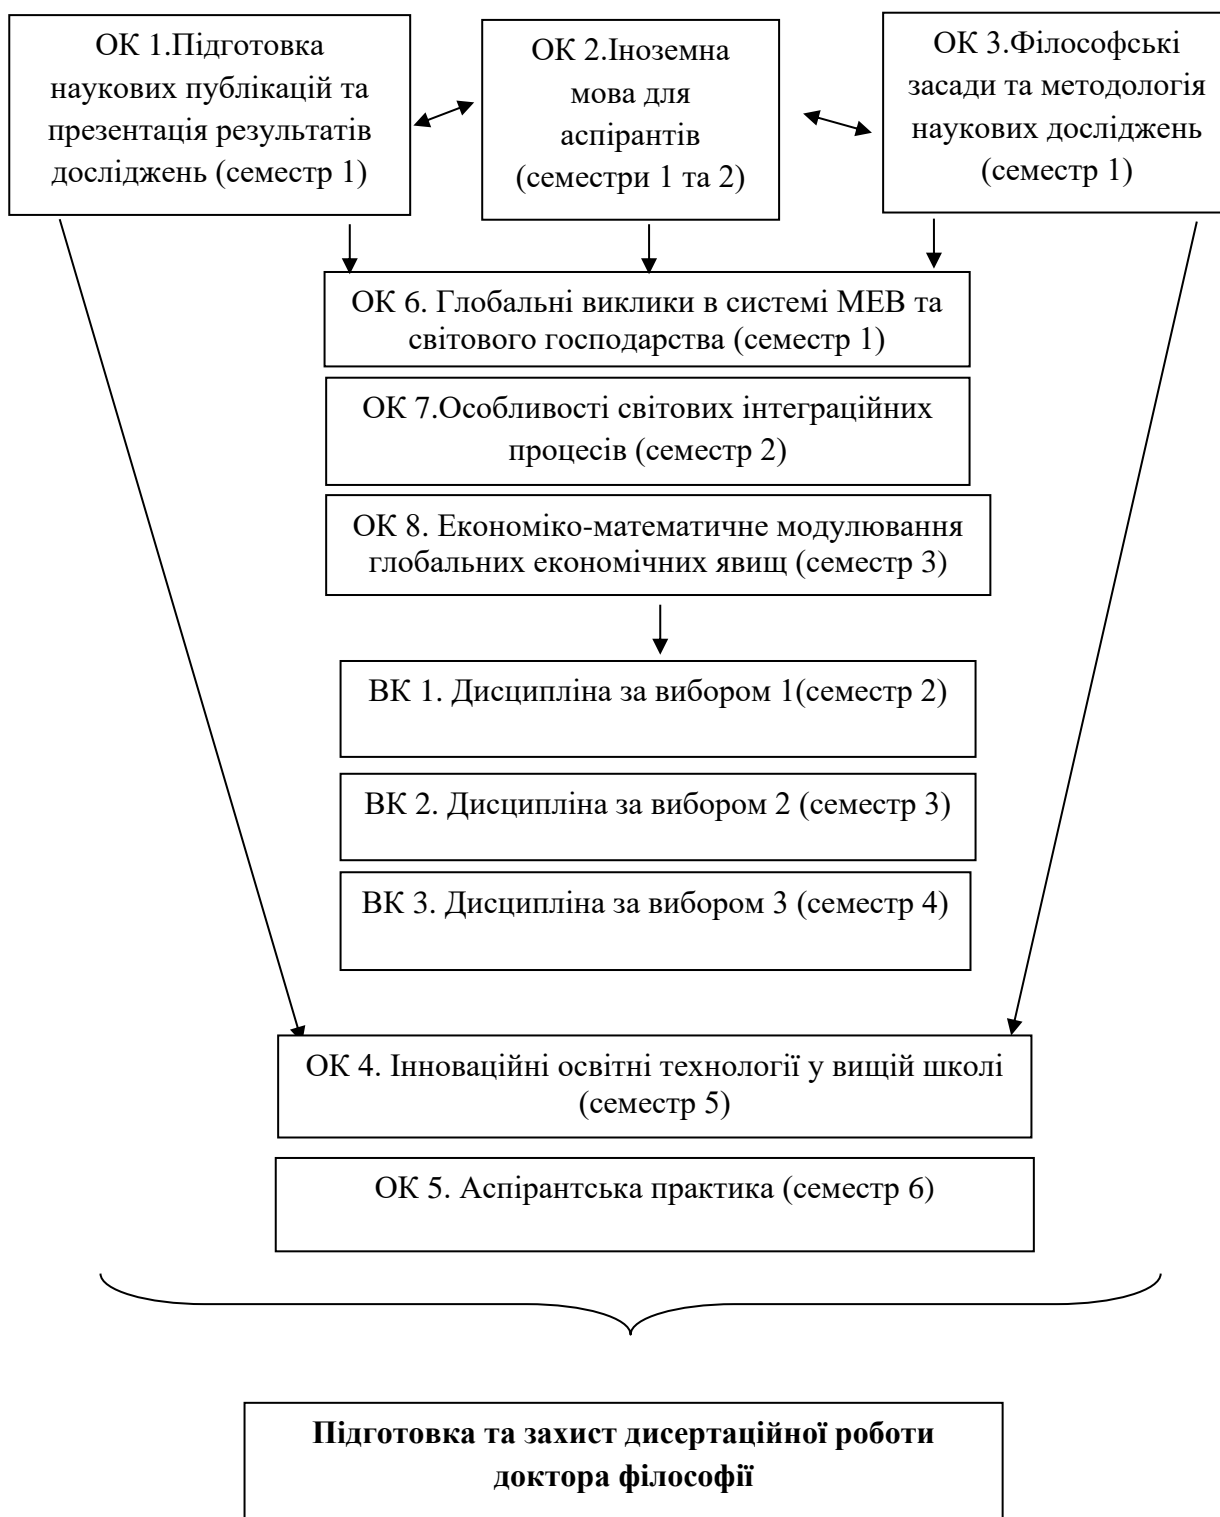 ОК 1.Підготовка
наукових публікацій та
презентація результатів
досліджень (семестр 1)
ОК 2.Іноземна
мова для
аспірантів
(семестри 1 та 2)
ОК 3.Філософські
засади та методологія
наукових досліджень
(семестр 1)
ОК 6. Глобальні виклики в системі МЕВ та
світового господарства (семестр 1)
ОК 7.Особливості світових інтеграційних
процесів (семестр 2)
ОК 8. Економіко-математичне модулювання
глобальних економічних явищ (семестр 3)
ВК 1. Дисципліна за вибором 1(семестр 2)
ВК 2. Дисципліна за вибором 2 (семестр 3)
ВК 3. Дисципліна за вибором 3 (семестр 4)
ОК 4. Інноваційні освітні технології у вищій школі
(семестр 5)
ОК 5. Аспірантська практика (семестр 6)
Підготовка та захист дисертаційної роботи
доктора філософії